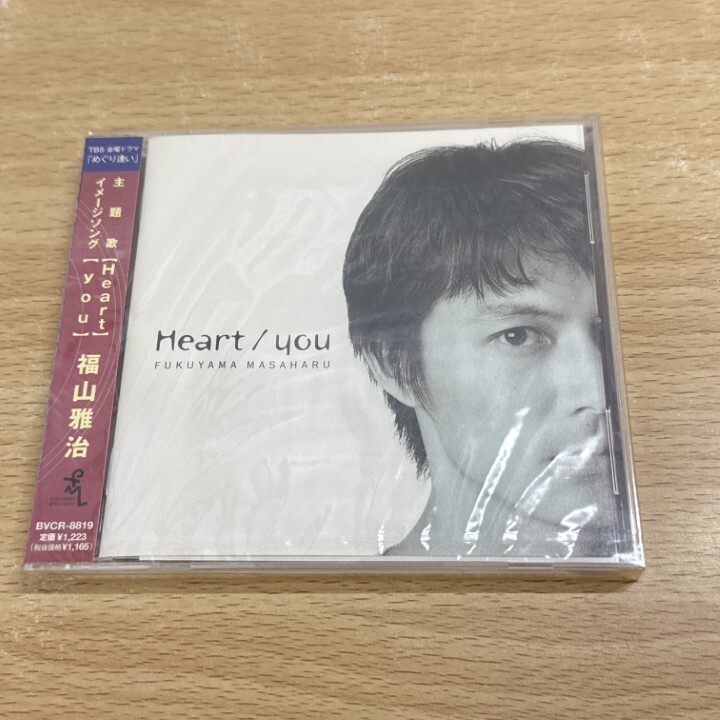 TBS 金曜ドラマ
「めぐり逢い」
主題歌【Heart】
イメージソング【you】
福山雅治
BVCR-8819
定価¥1,223
(税抜価格¥1,165)
Heart / you
FUKUYAMA MASAHARU